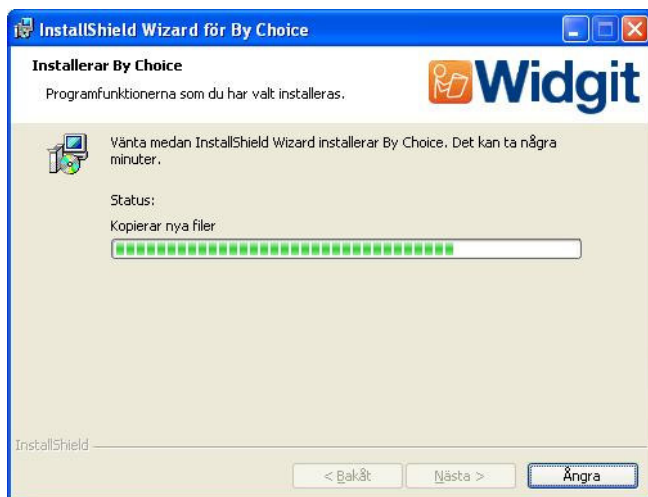 InstallShield Wizard för By Choice
Installerar By Choice
Programfunktionerna som du har valt installeras.
Widgit
Vänta medan InstallShield Wizard installerar By Choice. Det kan ta några
minuter.
Status:
Kopierar nya filer
InstallShield
< Bakåt
Nästa >
Ångra